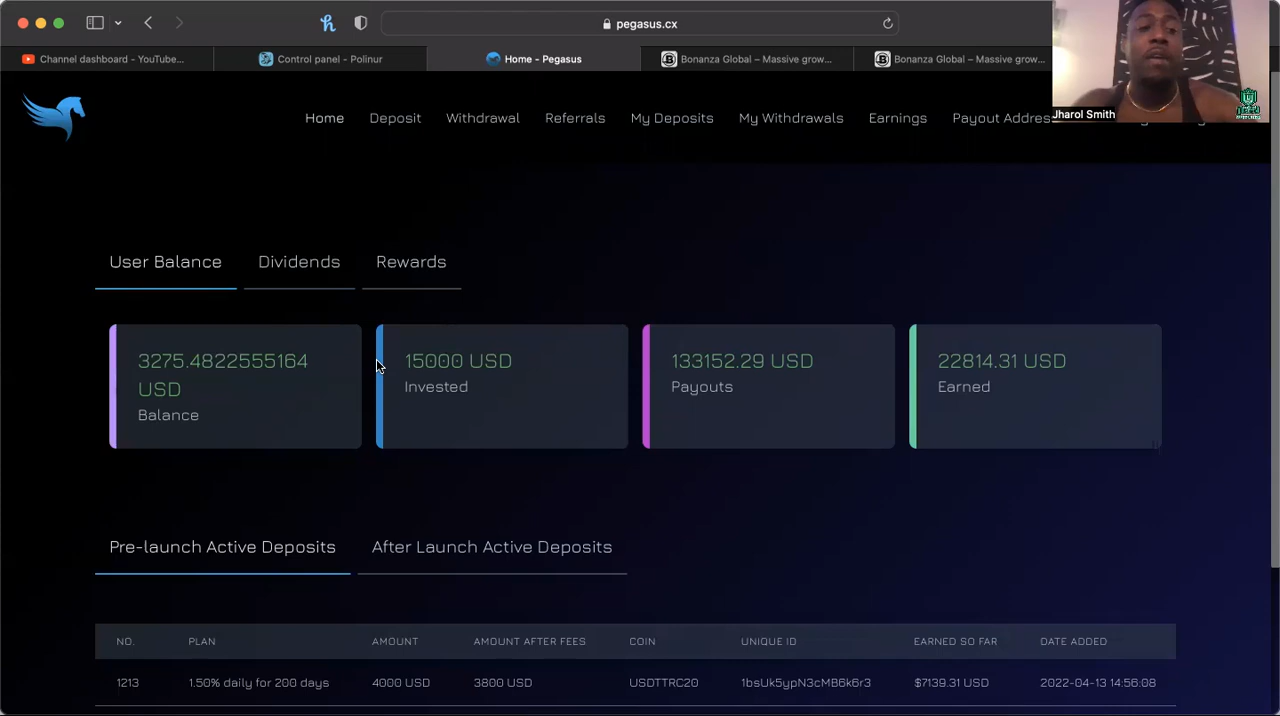 pegasus.cx
Channel dashboard - YouTube...
Control panel - Polinur
Home - Pegasus
Bonanza Global – Massive grow...
Bonanza Global – Massive grow...
Jharol Smith
Home Deposit Withdrawal Referrals My Deposits My Withdrawals Earnings Payout Addres
User Balance Dividends Rewards
3275.4822555164
USD
Balance
15000 USD
Invested
133152.29 USD
Payouts
22814.31 USD
Earned
Pre-launch Active Deposits After Launch Active Deposits
NO. PLAN AMOUNT AMOUNT AFTER FEES COIN UNIQUE ID EARNED SO FAR DATE ADDED
1213 1.50% daily for 200 days 4000 USD 3800 USD USDTTRC20 1bsUk5ypN3cMB6k6r3 $7139.31 USD 2022-04-13 14:56:08